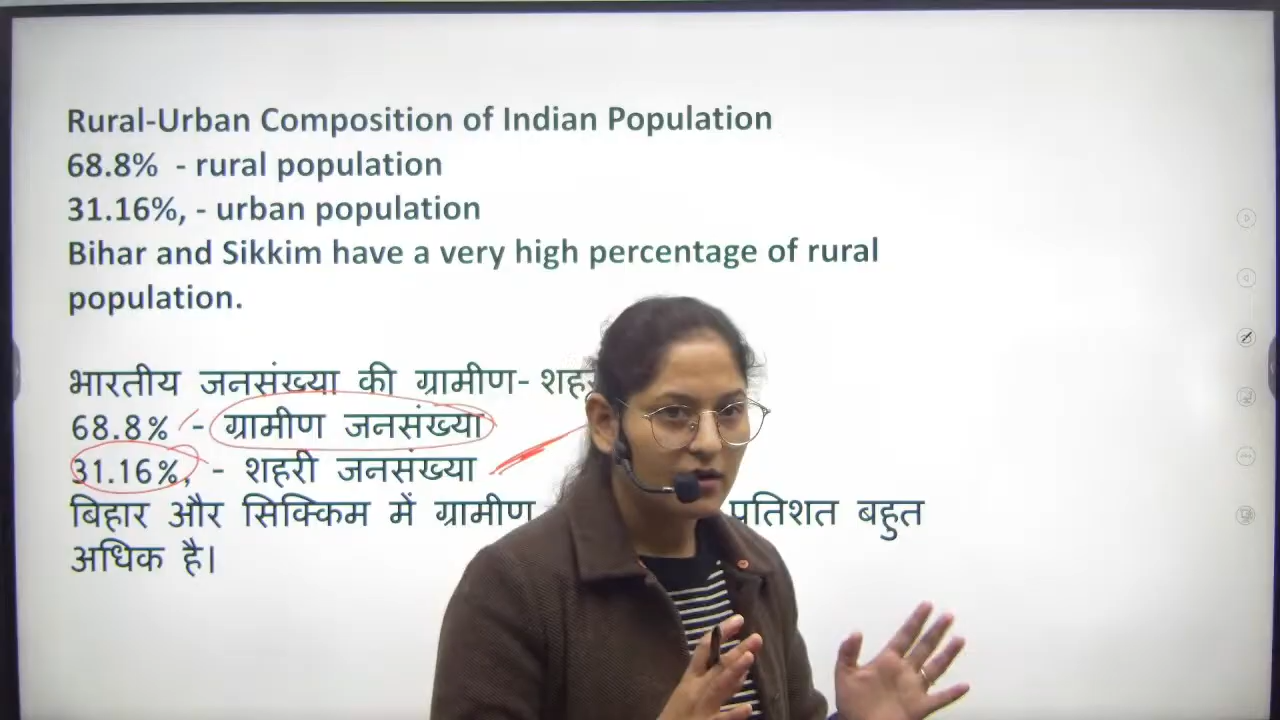 Rural-Urban Composition of Indian Population
68.8% - rural population
31.16%, - urban population
Bihar and Sikkim have a very high percentage of rural
population.
भारतीय जनसंख्या की ग्रामीण- शहर
68.8% - ग्रामीण जनसंख्या
31.16%, - शहरी जनसंख्या
बिहार और सिक्किम में ग्रामीण प्रतिशत बहुत
अधिक है।